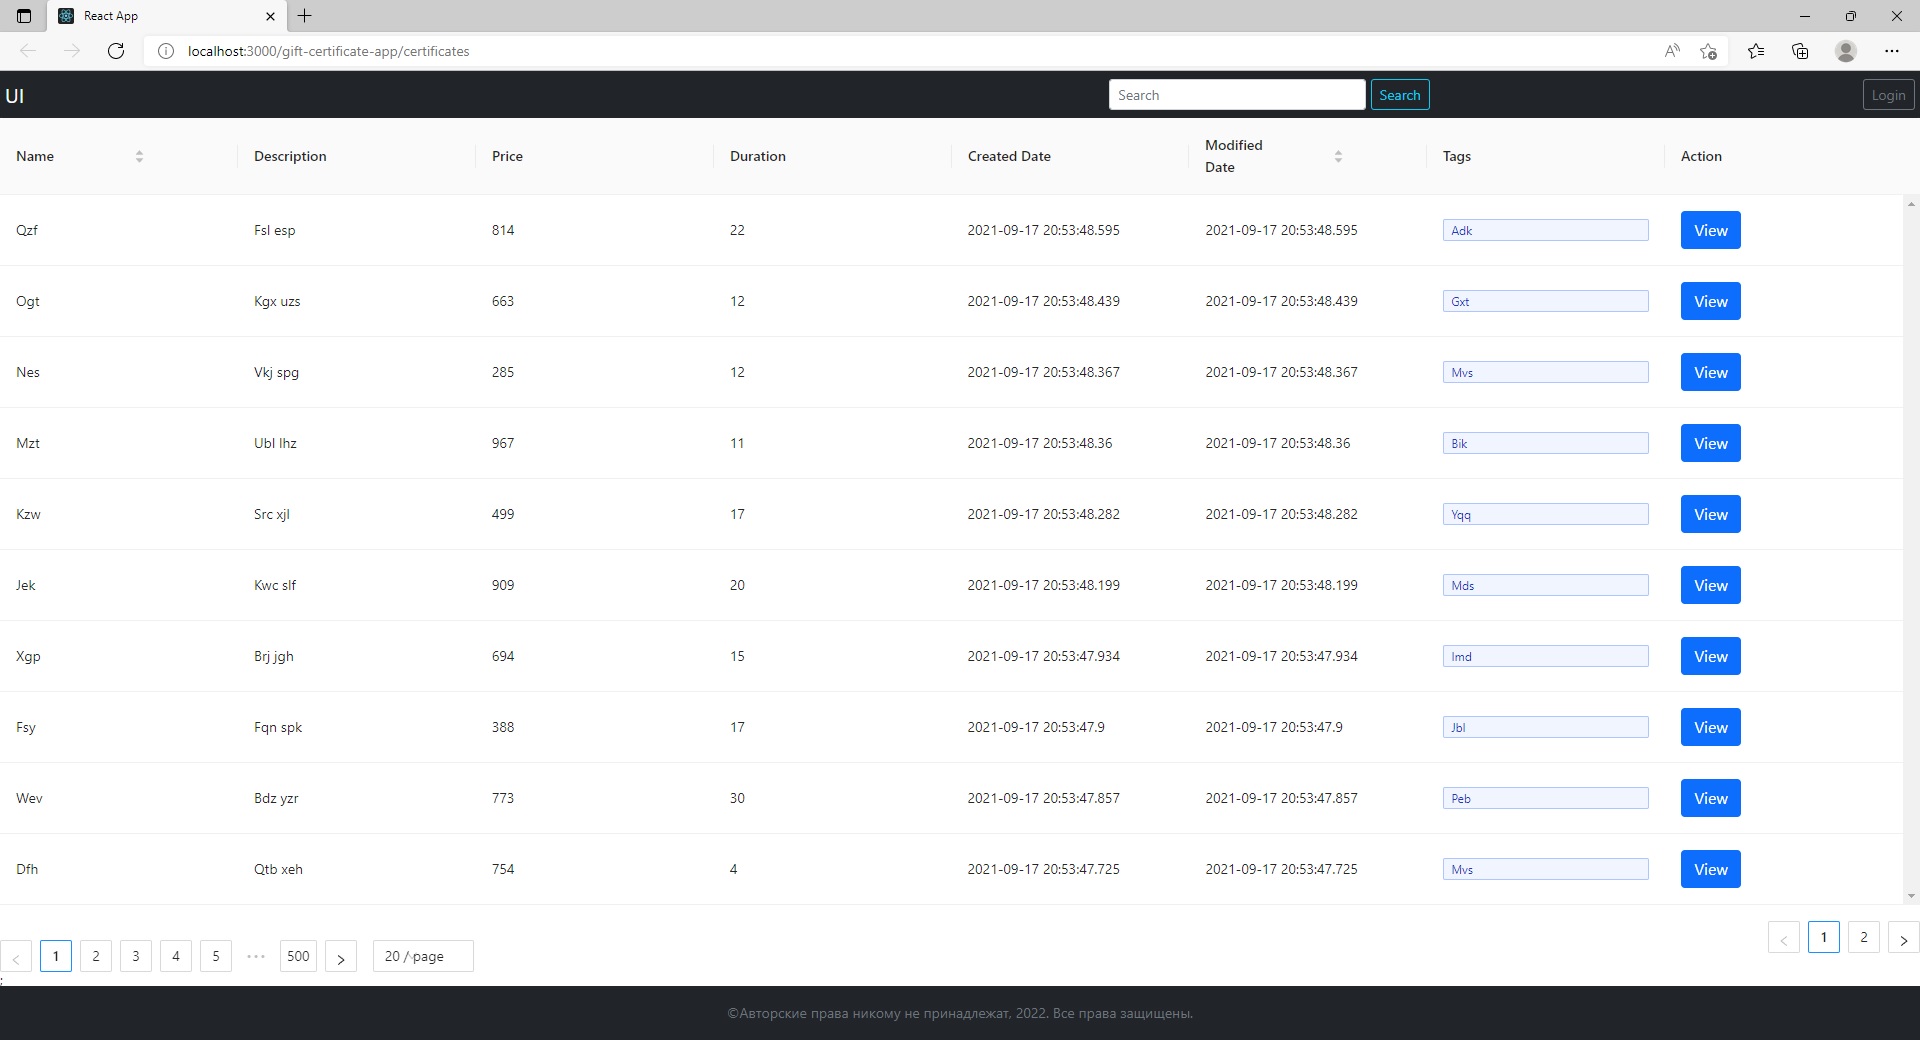 React App
localhost:3000/gift-certificate-app/certificates
UI Search Search Login
Name Description Price Duration Created Date Modified Date Tags Action
Qzf Fsl esp 814 22 2021-09-17 20:53:48.595 2021-09-17 20:53:48.595 Adk View
Ogt Kgx uzs 663 12 2021-09-17 20:53:48.439 2021-09-17 20:53:48.439 Gxt View
Nes Vkj spg 285 12 2021-09-17 20:53:48.367 2021-09-17 20:53:48.367 Mvs View
Mzt Ubl lhz 967 11 2021-09-17 20:53:48.36 2021-09-17 20:53:48.36 Bik View
Kzw Src xjl 499 17 2021-09-17 20:53:48.282 2021-09-17 20:53:48.282 Yqq View
Jek Kwc slf 909 20 2021-09-17 20:53:48.199 2021-09-17 20:53:48.199 Mds View
Xgp Brj jgh 694 15 2021-09-17 20:53:47.934 2021-09-17 20:53:47.934 Imd View
Fsy Fqn spk 388 17 2021-09-17 20:53:47.9 2021-09-17 20:53:47.9 Jbl View
Wev Bdz yzr 773 30 2021-09-17 20:53:47.857 2021-09-17 20:53:47.857 Peb View
Dfh Qtb xeh 754 4 2021-09-17 20:53:47.725 2021-09-17 20:53:47.725 Mvs View
< 1 2 >
< 1 2 3 4 5 ••• 500 > 20 / page
;
©Авторские права никому не принадлежат, 2022. Все права защищены.